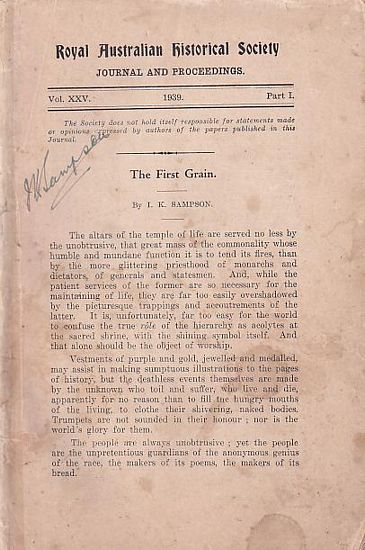 Royal Australian Historical Society
JOURNAL AND PROCEEDINGS.
Vol. XXV. 1939. Part I.
The Society does not hold itself responsible for statements made
or opinions expressed by authors of the papers published in this
Journal.
I K Sampson
The First Grain.
By I. K. SAMPSON.
The altars of the temple of life are served no less by
the unobtrusive, that great mass of the commonality whose
humble and mundane function it is to tend its fires, than
by the more glittering priesthood of monarchs and
dictators, of generals and statesmen. And, while the
patient services of the former are so necessary for the
maintaining of life, they are far too easily overshadowed
by the picturesque trappings and accoutrements of the
latter. It is, unfortunately, far too easy for the world
to confuse the true rôle of the hierarchy as acolytes at
the sacred shrine, with the shining symbol itself. And
that alone should be the object of worship.
Vestments of purple and gold, jewelled and medalled,
may assist in making sumptuous illustrations to the pages
of history, but the deathless events themselves are made
by the unknown who toil and suffer, who live and die,
apparently for no reason than to fill the hungry mouths
of the living, to clothe their shivering, naked bodies.
Trumpets are not sounded in their honour ; nor is the
world's glory for them.
The people are always unobtrusive ; yet the people
are the unpretentious guardians of the anonymous genius
of the race, the makers of its poems, the makers of its
bread.